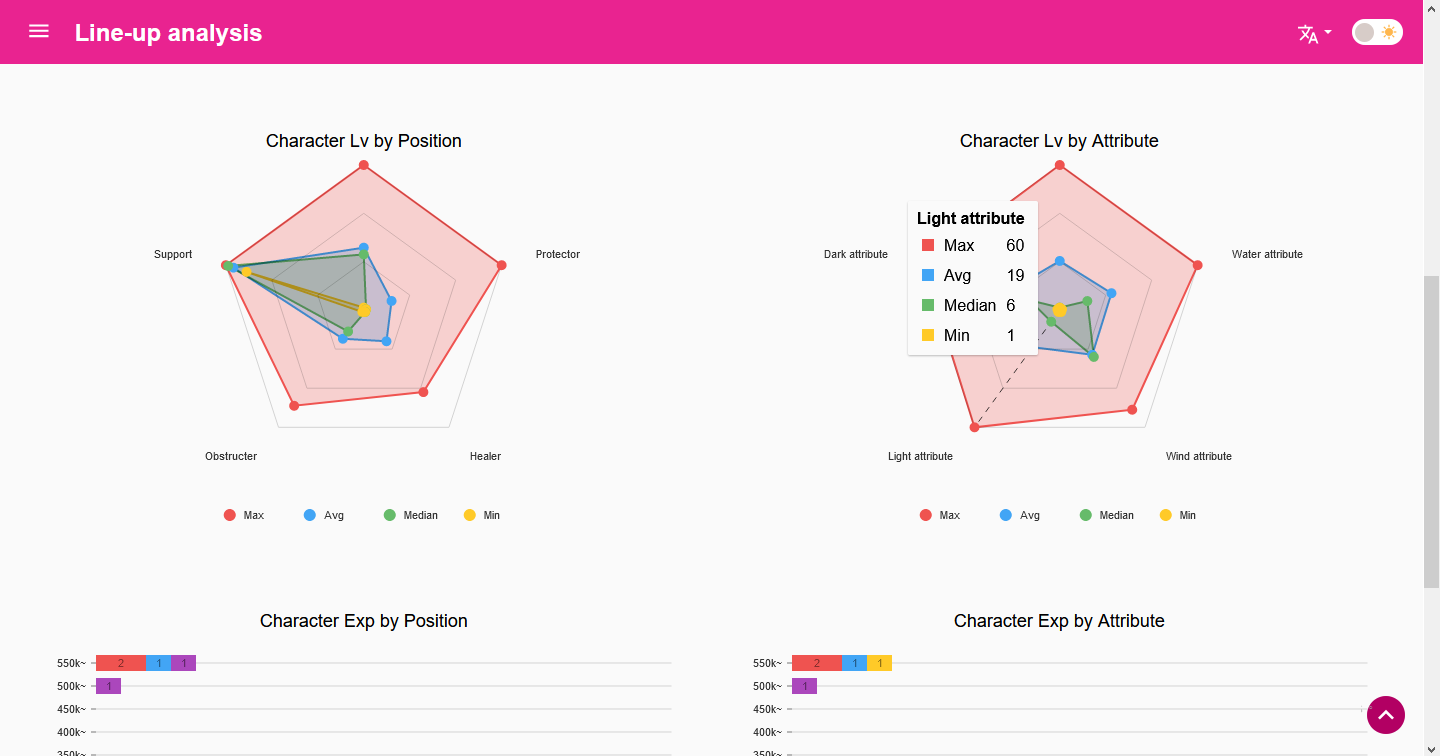 Line-up analysis
Character Lv by Position
Support
Protector
Obstructer
Healer
Max
Avg
Median
Min
Character Lv by Attribute
Light attribute
Max 60
Avg 19
Median 6
Min 1
Dark attribute
Water attribute
Light attribute
Wind attribute
Max
Avg
Median
Min
Character Exp by Position
550k~ 2 1 1
500k~ 1
450k~
400k~
350k~
Character Exp by Attribute
550k~ 2 1 1
500k~ 1
450k~
400k~
350k~